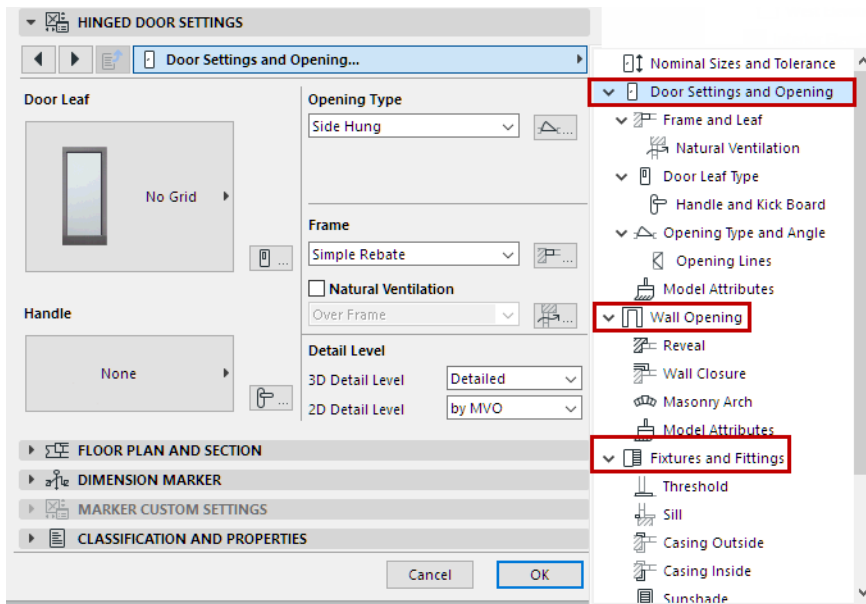 HINGED DOOR SETTINGS
Door Settings and Opening...
Door Leaf
No Grid
...
Handle
None
...
Opening Type
Side Hung
...
Frame
Simple Rebate
...
Natural Ventilation
Over Frame
...
Detail Level
3D Detail Level
Detailed
2D Detail Level
by MVO
FLOOR PLAN AND SECTION
DIMENSION MARKER
MARKER CUSTOM SETTINGS
CLASSIFICATION AND PROPERTIES
Cancel
OK
Nominal Sizes and Tolerance
Door Settings and Opening
Frame and Leaf
Natural Ventilation
Door Leaf Type
Handle and Kick Board
Opening Type and Angle
Opening Lines
Model Attributes
Wall Opening
Reveal
Wall Closure
Masonry Arch
Model Attributes
Fixtures and Fittings
Threshold
Sill
Casing Outside
Casing Inside
Sunshade